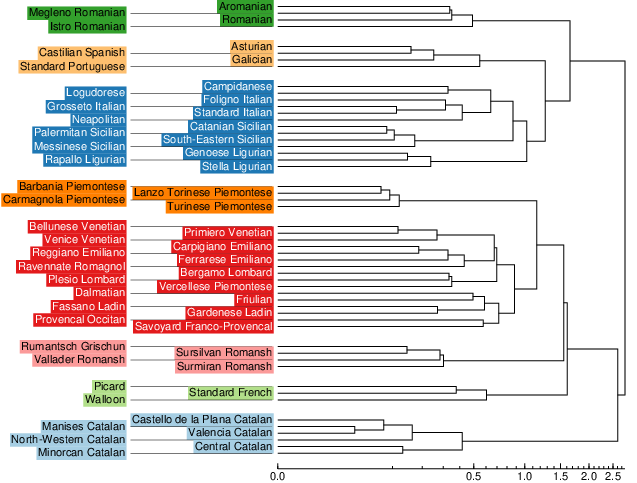 Aromanian
Megleno Romanian
Romanian
Istro Romanian
Asturian
Castilian Spanish
Galician
Standard Portuguese
Campidanese
Logudorese
Foligno Italian
Grosseto Italian
Standard Italian
Neapolitan
Catanian Sicilian
Palermitan Sicilian
South-Eastern Sicilian
Messinese Sicilian
Genoese Ligurian
Rapallo Ligurian
Stella Ligurian
Barbania Piemontese
Lanzo Torinese Piemontese
Carmagnola Piemontese
Turinese Piemontese
Bellunese Venetian
Primiero Venetian
Venice Venetian
Carpigiano Emiliano
Reggiano Emiliano
Ferrarese Emiliano
Ravennate Romagnol
Bergamo Lombard
Plesio Lombard
Vercellese Piemontese
Dalmatian
Friulian
Fassano Ladin
Gardenese Ladin
Provencal Occitan
Savoyard Franco-Provencal
Rumantsch Grischun
Sursilvan Romansh
Vallader Romansh
Surmiran Romansh
Picard
Standard French
Walloon
Castello de la Plana Catalan
Manises Catalan
Valencia Catalan
North-Western Catalan
Central Catalan
Minorcan Catalan
0.0 0.5 1.0 1.5 2.0 2.5